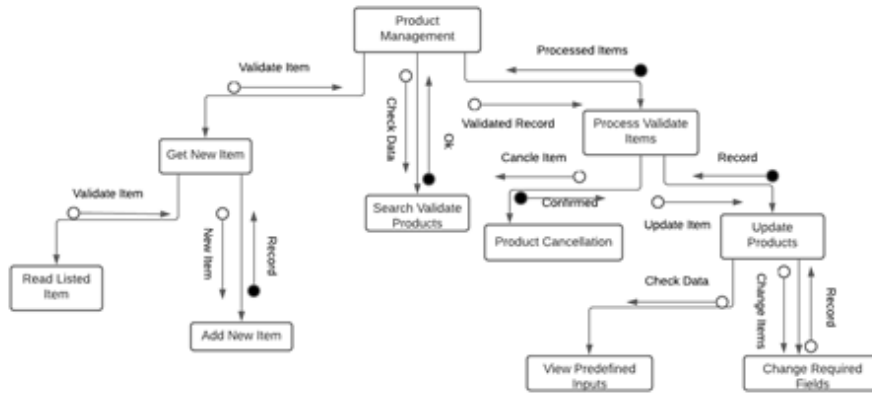 Product
Management
Processed Items
Validate Item
Check Data
Ok
Validated Record
Process Validate
Items
Get New Item
Cancle Item
Record
Validate Item
Confirmed
Search Validate
Products
Update Item
Update
Products
New Item
Record
Product Cancellation
Read Listed
Item
Check Data
Change Items
Record
Add New Item
View Predefined
Inputs
Change Required
Fields